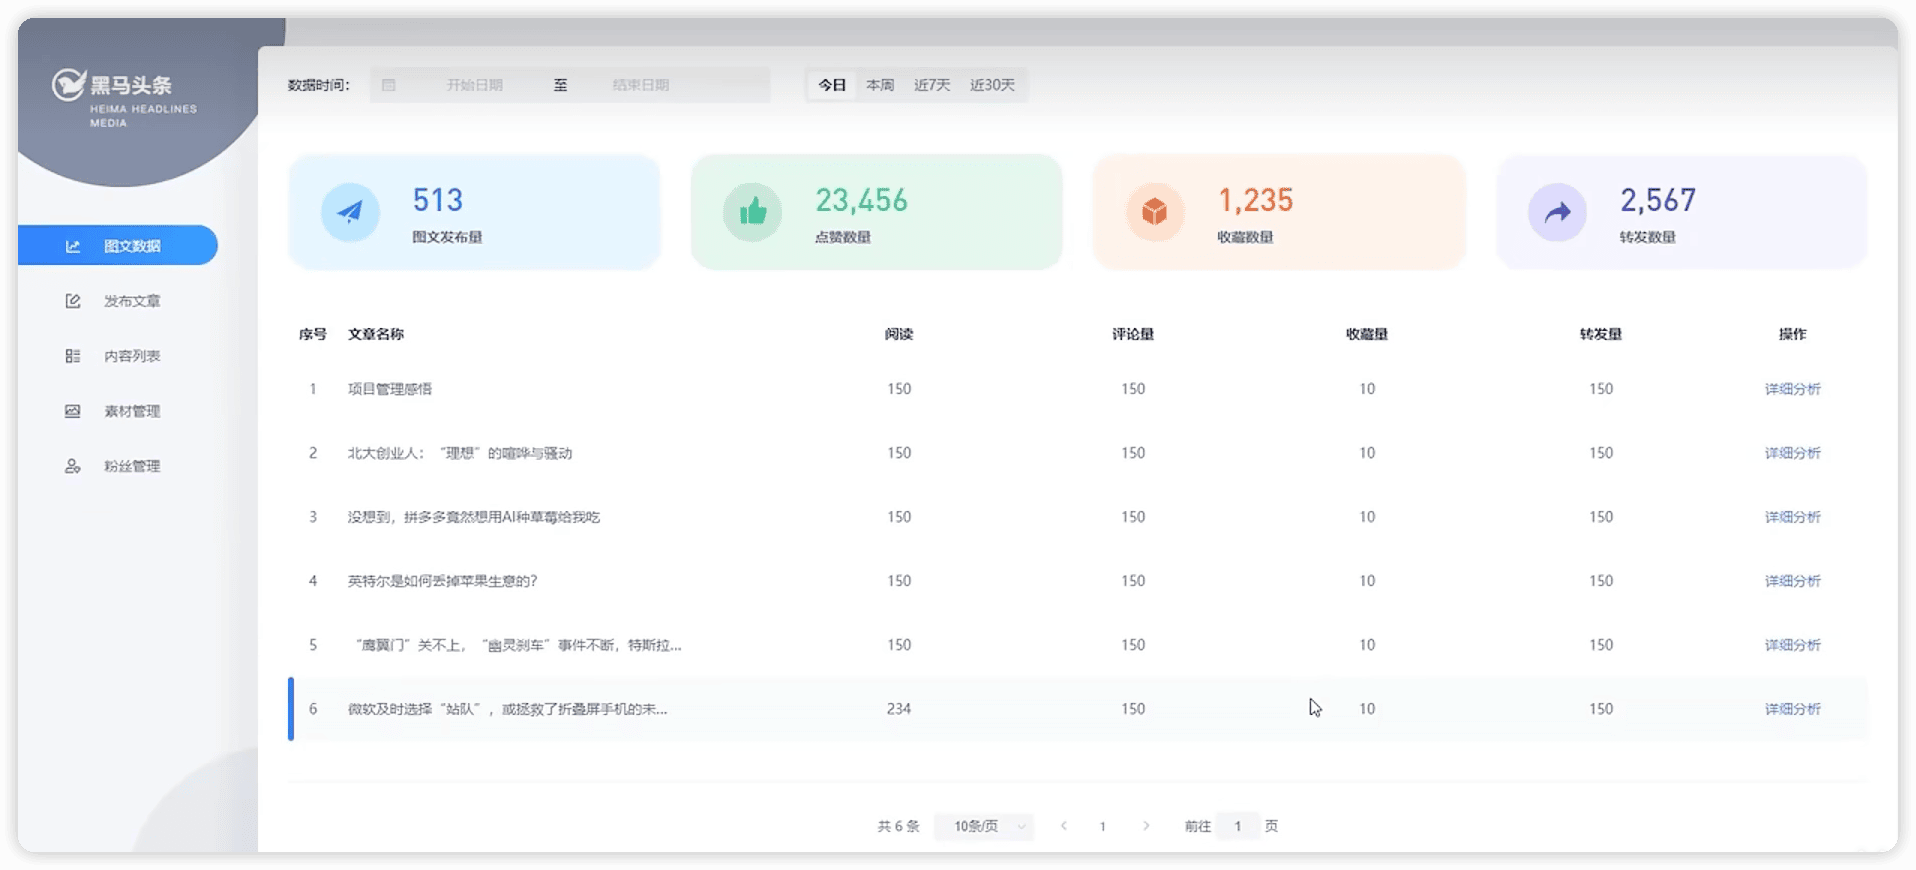 黑马头条
HEIMA HEADLINES
MEDIA
图文数据
发布文章
内容列表
素材管理
粉丝管理
数据时间： 开始日期 至 结束日期 今日 本周 近7天 近30天
513
图文发布量
23,456
点赞数量
1,235
收藏数量
2,567
转发数量
序号 文章名称 阅读 评论量 收藏量 转发量 操作
1 项目管理感悟 150 150 10 150 详细分析
2 北大创业人：“理想”的喧哗与骚动 150 150 10 150 详细分析
3 没想到，拼多多竟然想用AI种草莓给我吃 150 150 10 150 详细分析
4 英特尔是如何丢掉苹果生意的？ 150 150 10 150 详细分析
5 “鹰翼门”关不上，“幽灵刹车”事件不断，特斯拉... 150 150 10 150 详细分析
6 微软及时选择“站队”，或拯救了折叠屏手机的未... 234 150 10 150 详细分析
共 6 条 10条/页 1 前往 1 页